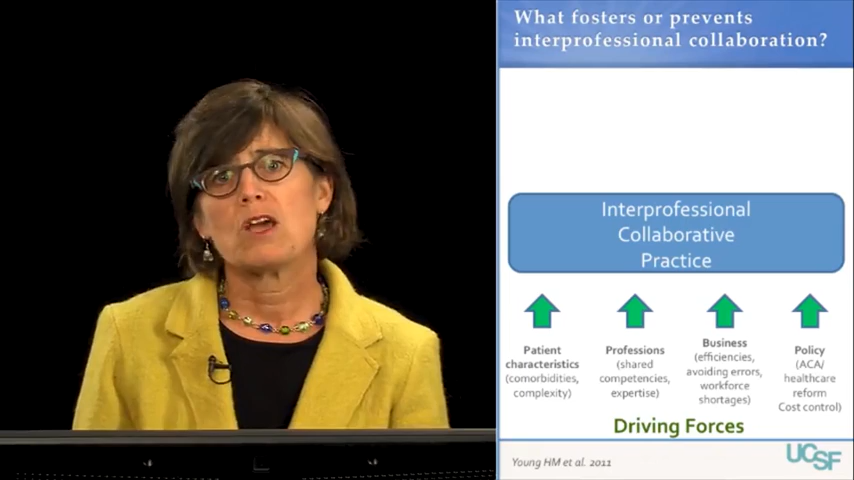 What fosters or prevents
interprofessional collaboration?
Interprofessional
Collaborative
Practice
Patient
characteristics
(comorbidities,
complexity)
Professions
(shared
competencies,
expertise)
Business
(efficiencies,
avoiding errors,
workforce
shortages)
Policy
(ACA/
healthcare
reform
Cost control)
Driving Forces
Young HM et al. 2011
UCSF